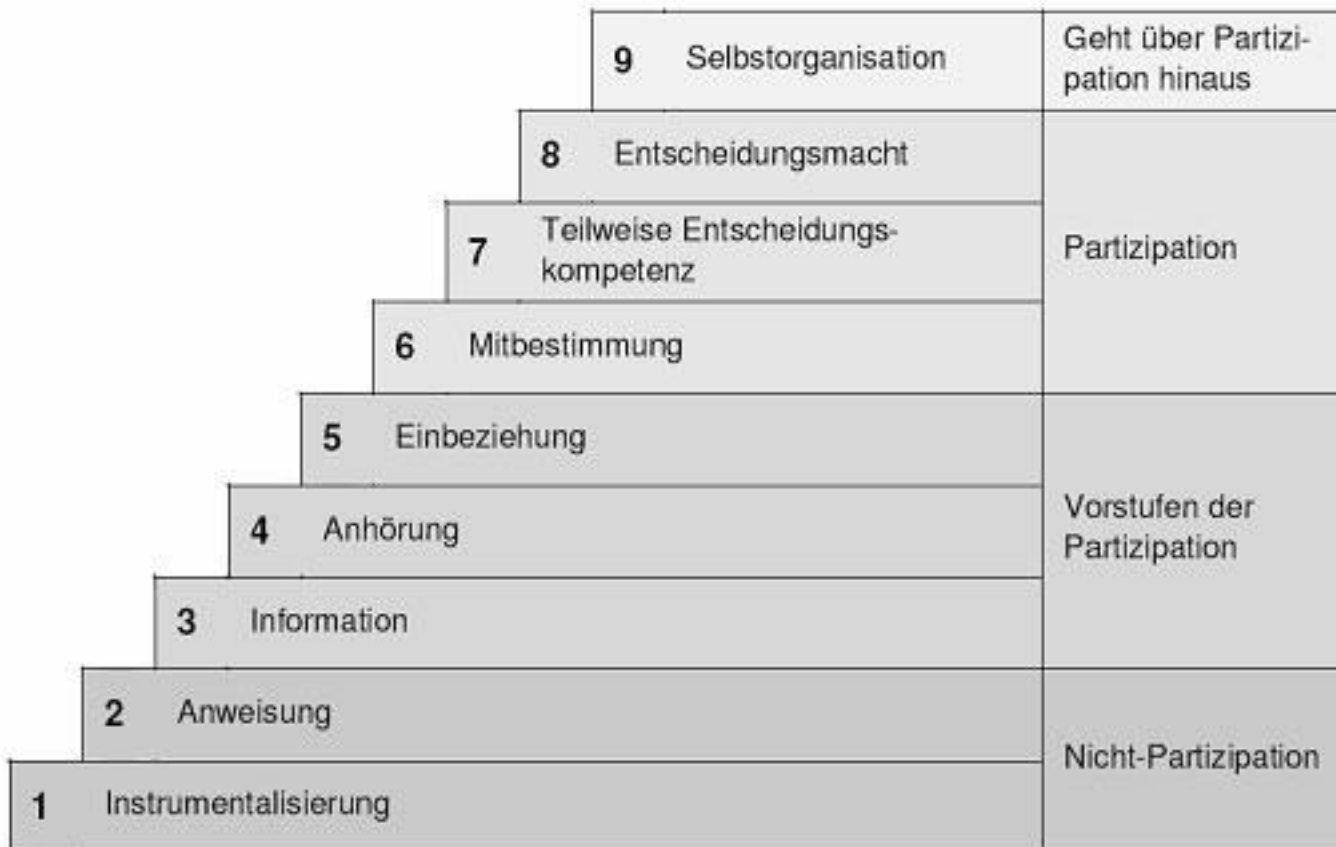 9 Selbstorganisation
Geht über Partizi-
pation hinaus
8 Entscheidungsmacht
7 Teilweise Entscheidungs-
kompetenz
Partizipation
6 Mitbestimmung
5 Einbeziehung
4 Anhörung
Vorstufen der
Partizipation
3 Information
2 Anweisung
Nicht-Partizipation
1 Instrumentalisierung